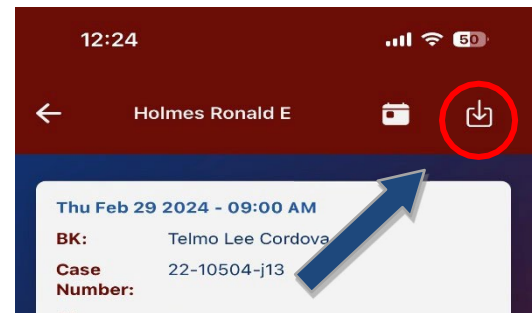 12:24 50
Holmes Ronald E
Thu Feb 29 2024 - 09:00 AM
BK: Telmo Lee Cordova
Case 22-10504-j13
Number: